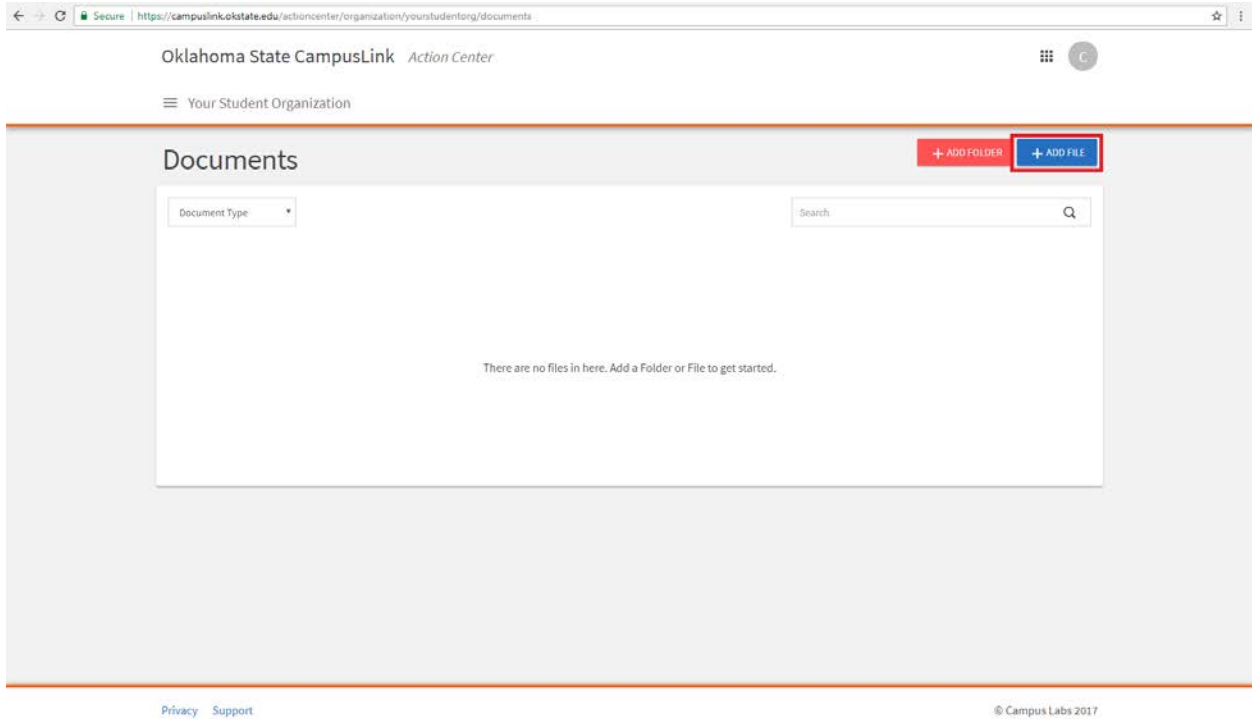 Secure | https://campuslink.okstate.edu/actioncenter/organization/yourstudentorg/documents
Oklahoma State CampusLink Action Center
C
Your Student Organization
Documents
+ ADD FOLDER
+ ADD FILE
Document Type
Search
There are no files in here. Add a Folder or File to get started.
Privacy Support
© Campus Labs 2017